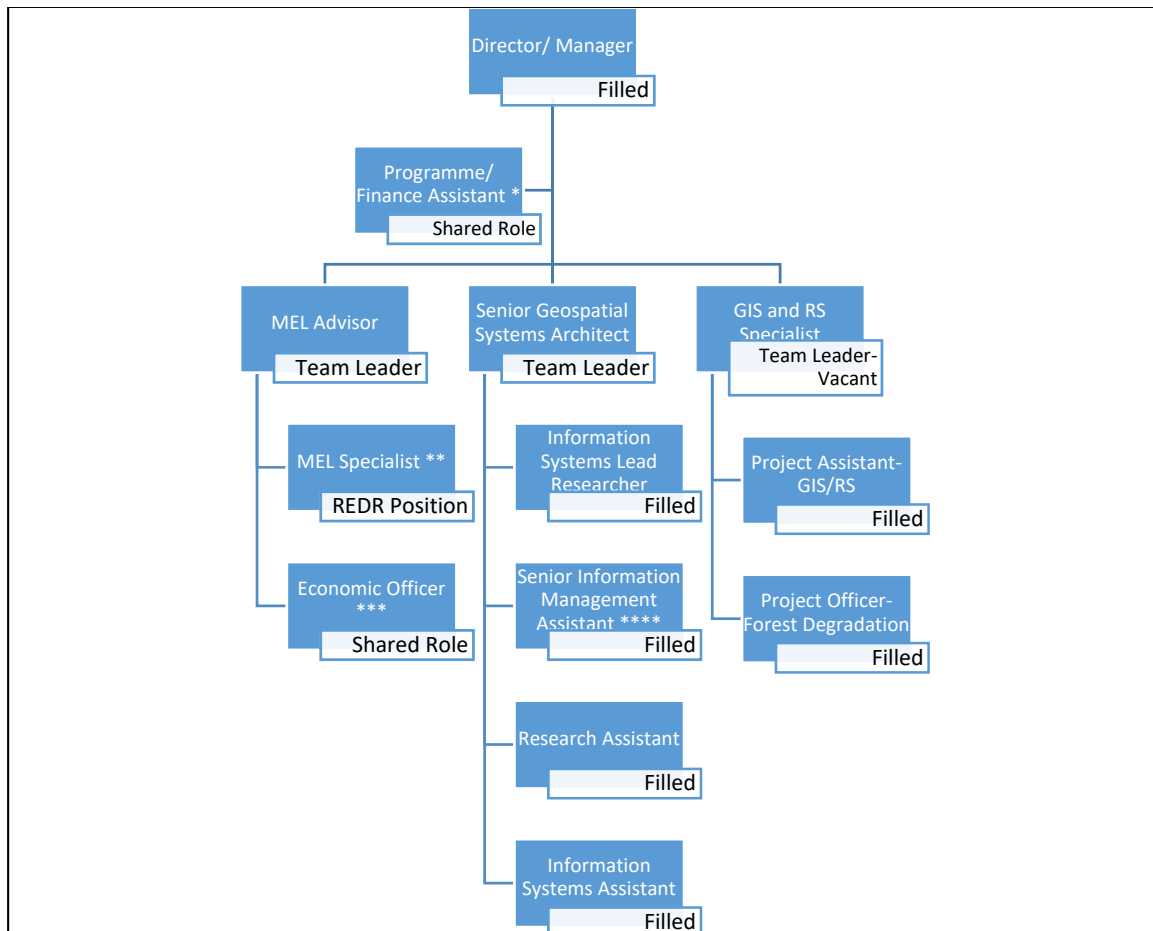 Director/ Manager
Filled
Programme/
Finance Assistant *
Shared Role
MEL Advisor
Team Leader
Senior Geospatial
Systems Architect
Team Leader
GIS and RS
Specialist
Team Leader-
Vacant
MEL Specialist **
REDR Position
Information
Systems Lead
Researcher
Filled
Project Assistant-
GIS/RS
Filled
Economic Officer
***
Shared Role
Senior Information
Management
Assistant ****
Filled
Project Officer-
Forest Degradation
Filled
Research Assistant
Filled
Information
Systems Assistant
Filled